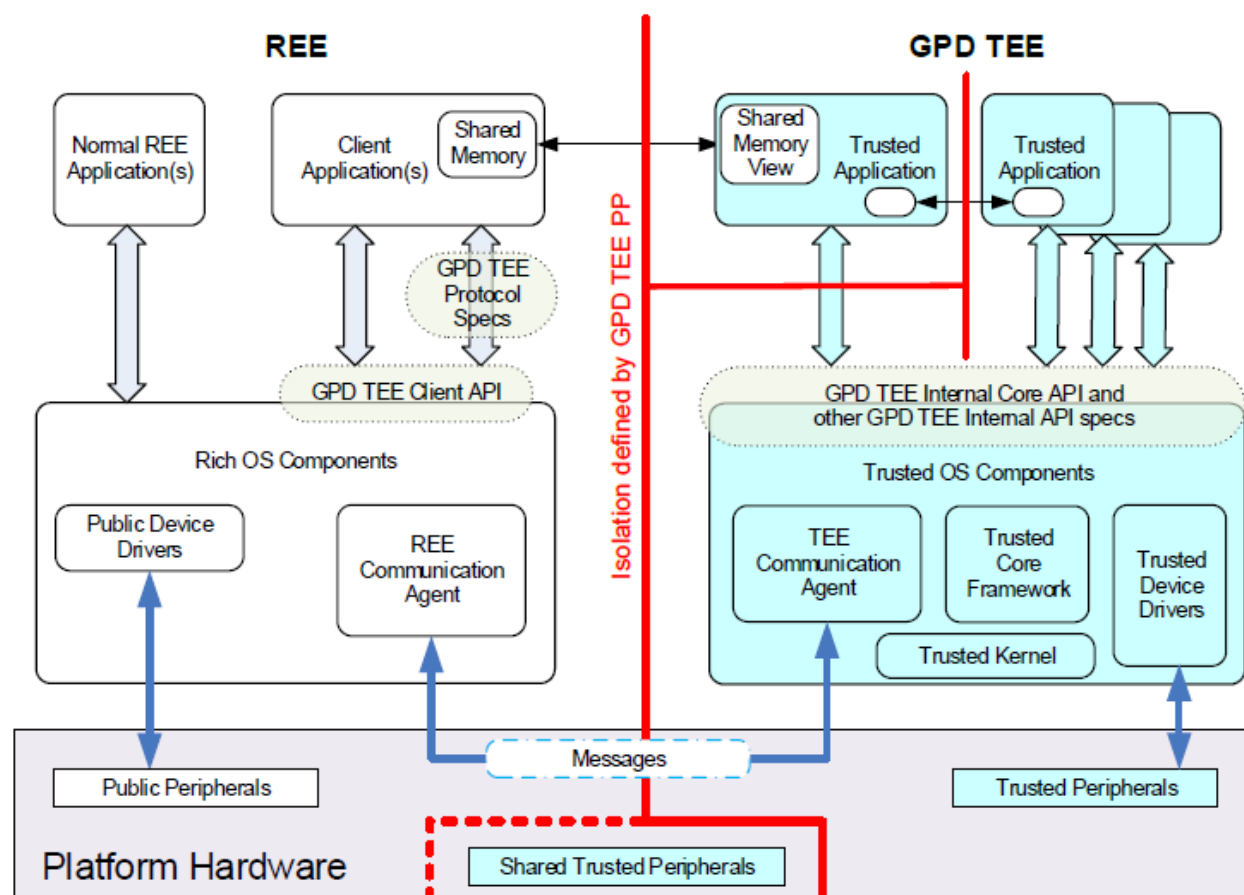 REE
GPD TEE
Normal REE
Application(s)
Client
Application(s)
Shared
Memory
Shared
Memory
View
Trusted
Application
Trusted
Application
GPD TEE
Protocol
Specs
Isolation defined by GPD TEE PP
GPD TEE Client API
GPD TEE Internal Core API and
other GPD TEE Internal API specs
Rich OS Components
Trusted OS Components
Public Device
Drivers
REE
Communication
Agent
TEE
Communication
Agent
Trusted
Core
Framework
Trusted
Device
Drivers
Trusted Kernel
Messages
Public Peripherals
Trusted Peripherals
Platform Hardware
Shared Trusted Peripherals